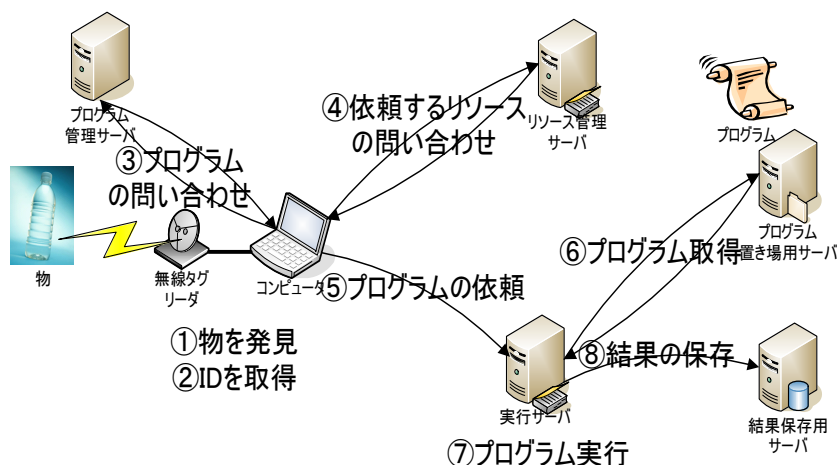 プログラム
管理サーバ
④依頼するリソース
の問い合わせ
リソース管理
サーバ
プログラム
③プログラム
の問い合わせ
物
無線タグ
リーダ
コンピュータ
⑤プログラムの依頼
⑥プログラム取得
プログラム
置き場用サーバ
①物を発見
②IDを取得
⑧結果の保存
実行サーバ
⑦プログラム実行
結果保存用
サーバ